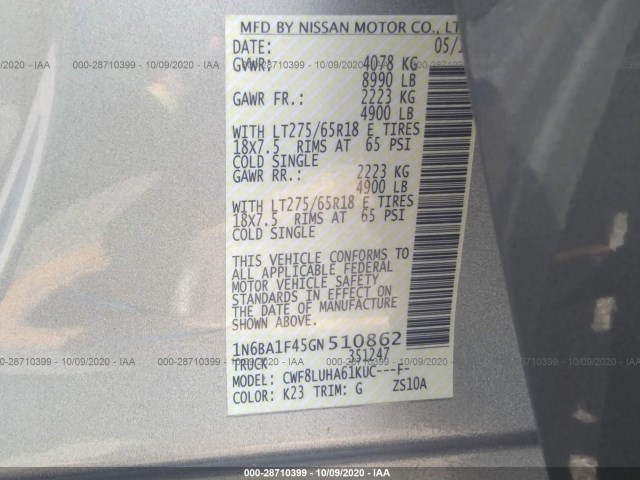 MFD BY NISSAN MOTOR CO., LT
DATE: 05/1
GVWR: 4078 KG
8990 LB
GAWR FR.: 2223 KG
4900 LB
WITH LT275/65R18 E TIRES
18x7.5 RIMS AT 65 PSI
COLD SINGLE
GAWR RR.: 2223 KG
4900 LB
WITH LT275/65R18 E TIRES
18x7.5 RIMS AT 65 PSI
COLD SINGLE
THIS VEHICLE CONFORMS TO
ALL APPLICABLE FEDERAL
MOTOR VEHICLE SAFETY
STANDARDS IN EFFECT ON
THE DATE OF MANUFACTURE
SHOWN ABOVE.
1N6BA1F45GN510862
TRUCK 351247
MODEL: CWF8LUHA61KUC---F-
COLOR: K23 TRIM: G ZS10A
000-28710399 - 10/09/2020 - IAA